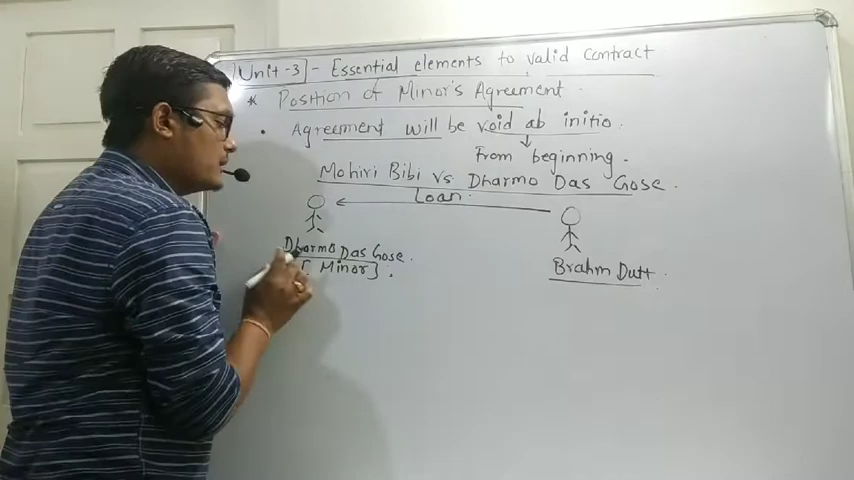 Unit-3 - Essential elements to valid contract
* Position of Minor's Agreement.
• Agreement will be void ab initio.
From beginning.
Mohiri Bibi vs Dharmo Das Gose.
Loan.
Dharmo Das Gose.
[Minor].
Brahm Dutt